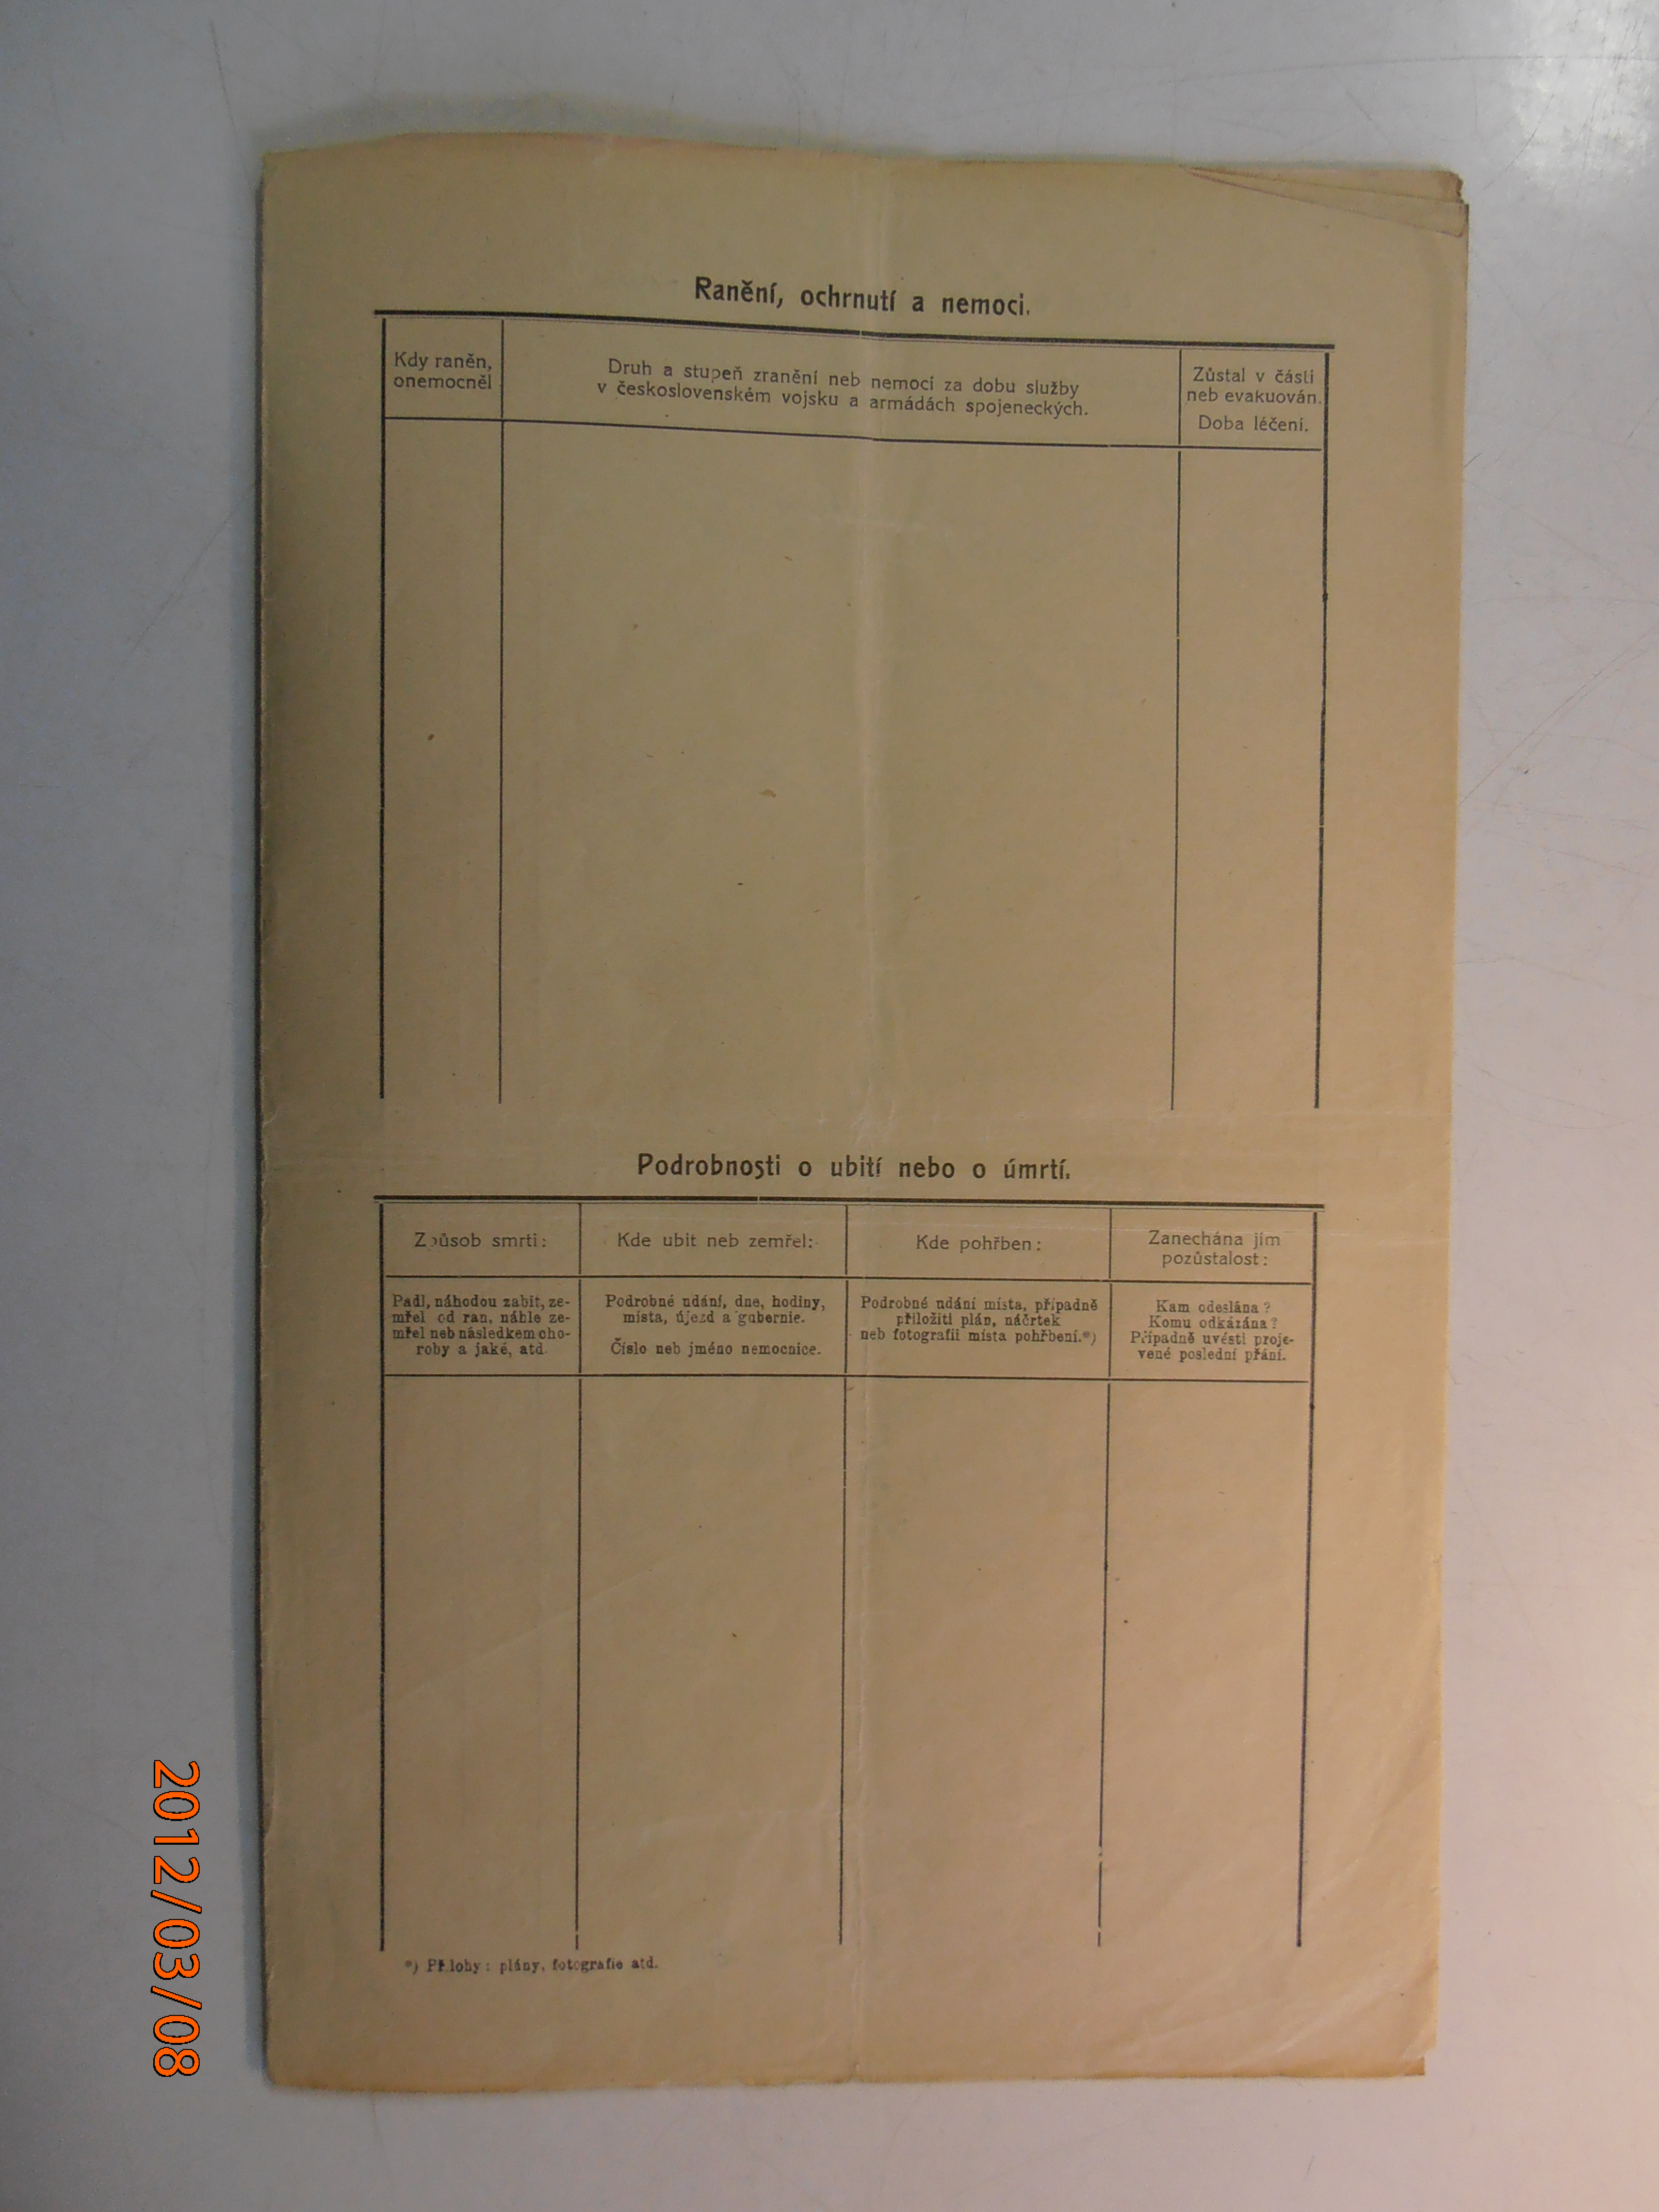 Ranění, ochrnutí a nemoci.
Kdy raněn,
onemocněl
Druh a stupeň zranění neb nemoci za dobu služby
v československém vojsku a armádách spojeneckých.
Zůstal v části
neb evakuován.
Doba léčení.
Podrobnosti o ubití nebo o úmrtí.
Způsob smrti:
Padl, náhodou zabit, ze-
mřel od ran, náhle ze-
mřel neb následkem cho-
roby a jaké, atd.
Kde ubit neb zemřel:
Podrobné udání, dne, hodiny,
místa, újezd a gubernie.
Číslo neb jméno nemocnice.
Kde pohřben:
Podrobné udání místa, případně
přiložiti plán, náčrtek
neb fotografii místa pohřbení.*)
Zanechána jím
pozůstalost:
Kam odeslána?
Komu odkázána?
Případně uvésti proje-
vené poslední přání.
*) Přílohy: plány, fotografie atd.
2012/03/08